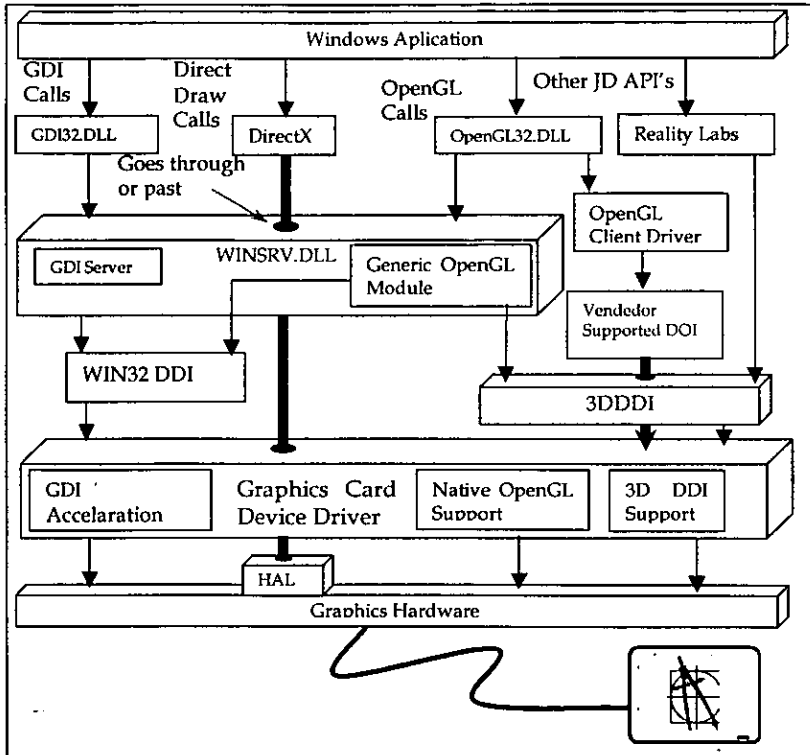 Windows Aplication
GDI
Calls
Direct
Draw
Calls
OpenGL
Calls
Other JD API's
GDI32.DLL
DirectX
OpenGL32.DLL
Reality Labs
Goes through
or past
OpenGL
Client Driver
WINSRV.DLL
GDI Server
Generic OpenGL
Module
Vendedor
Supported DOI
WIN32 DDI
3DDDI
GDI
Accelaration
Graphics Card
Device Driver
Native OpenGL
Support
3D DDI
Support
HAL
Graphics Hardware